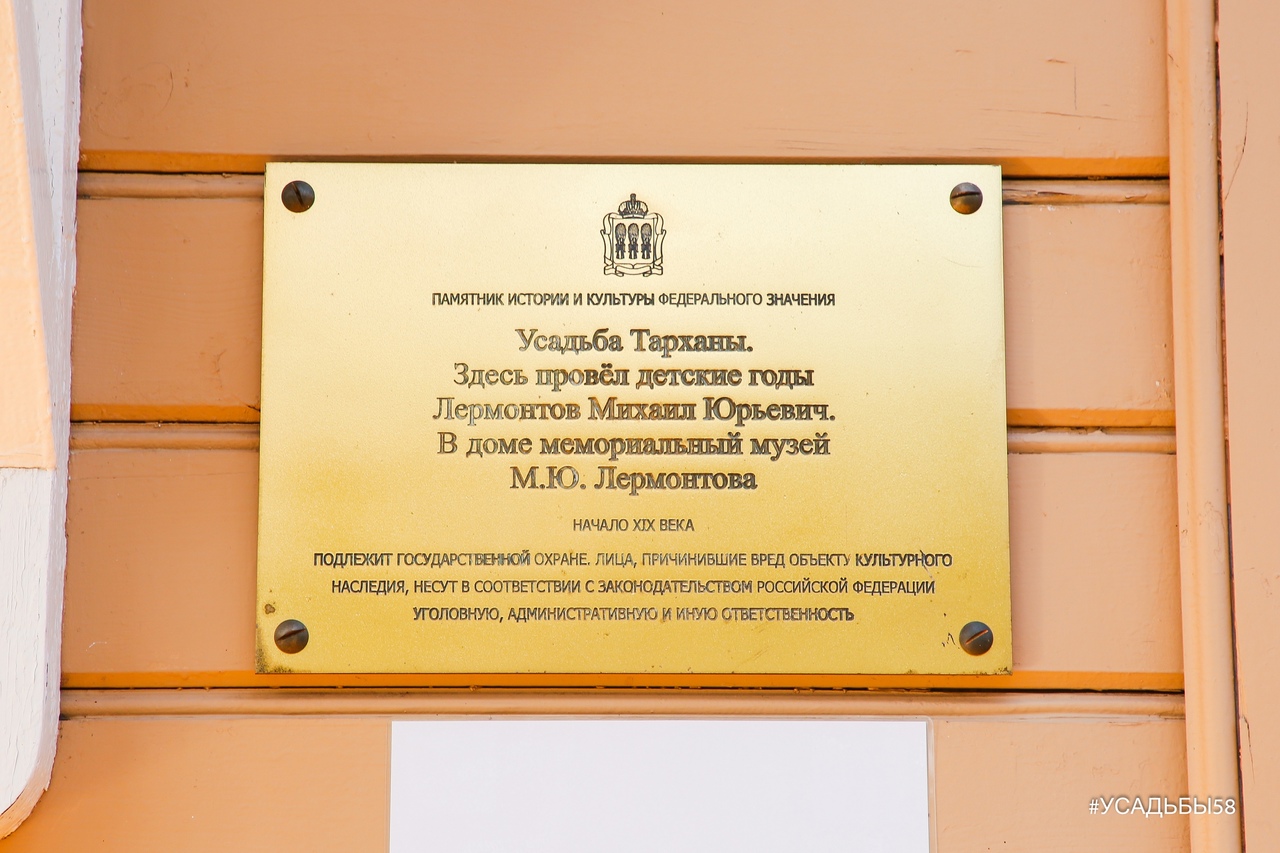 ПАМЯТНИК ИСТОРИИ И КУЛЬТУРЫ ФЕДЕРАЛЬНОГО ЗНАЧЕНИЯ
Усадьба Тарханы.
Здесь провёл детские годы
Лермонтов Михаил Юрьевич.
В доме мемориальный музей
М.Ю. Лермонтова
НАЧАЛО XIX ВЕКА
ПОДЛЕЖИТ ГОСУДАРСТВЕННОЙ ОХРАНЕ. ЛИЦА, ПРИЧИНИВШИЕ ВРЕД ОБЪЕКТУ КУЛЬТУРНОГО
НАСЛЕДИЯ, НЕСУТ В СООТВЕТСТВИИ С ЗАКОНОДАТЕЛЬСТВОМ РОССИЙСКОЙ ФЕДЕРАЦИИ
УГОЛОВНУЮ, АДМИНИСТРАТИВНУЮ И ИНУЮ ОТВЕТСТВЕННОСТЬ
#УСАДЬБЫ58